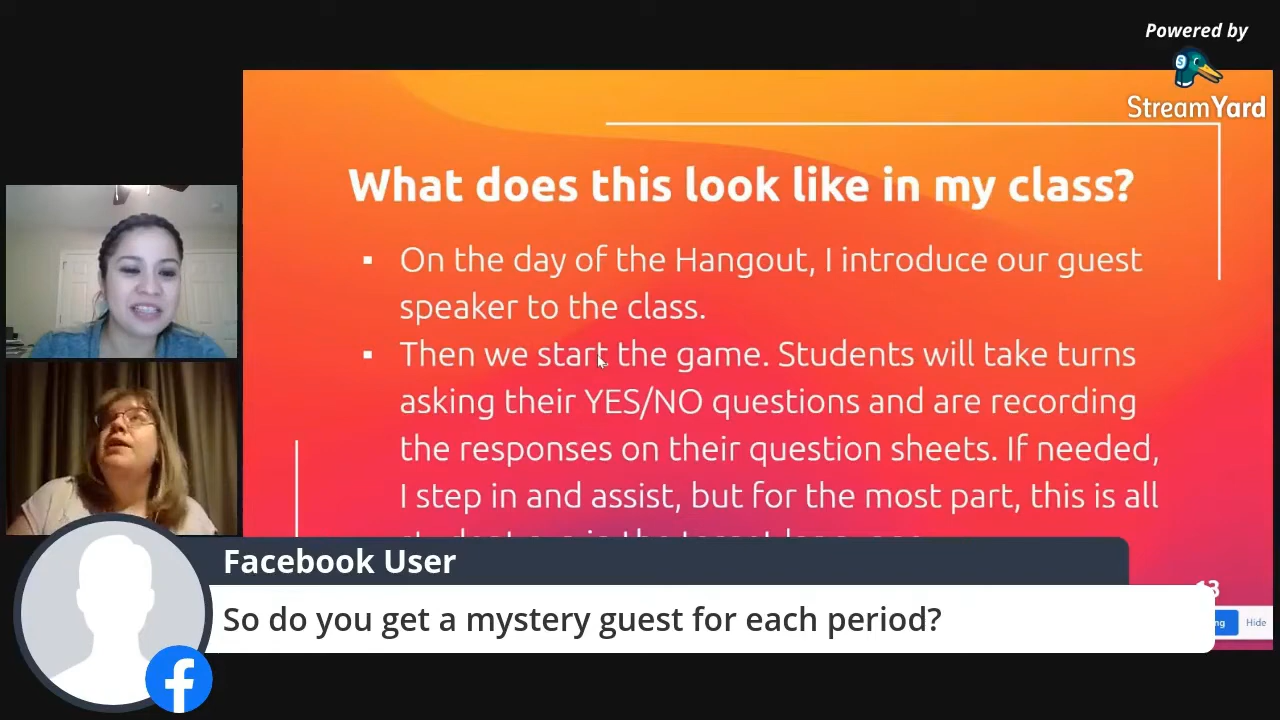 Powered by
StreamYard
What does this look like in my class?
▪ On the day of the Hangout, I introduce our guest
speaker to the class.
▪ Then we start the game. Students will take turns
asking their YES/NO questions and are recording
the responses on their question sheets. If needed,
I step in and assist, but for the most part, this is all
13
Facebook User
So do you get a mystery guest for each period?
Hide